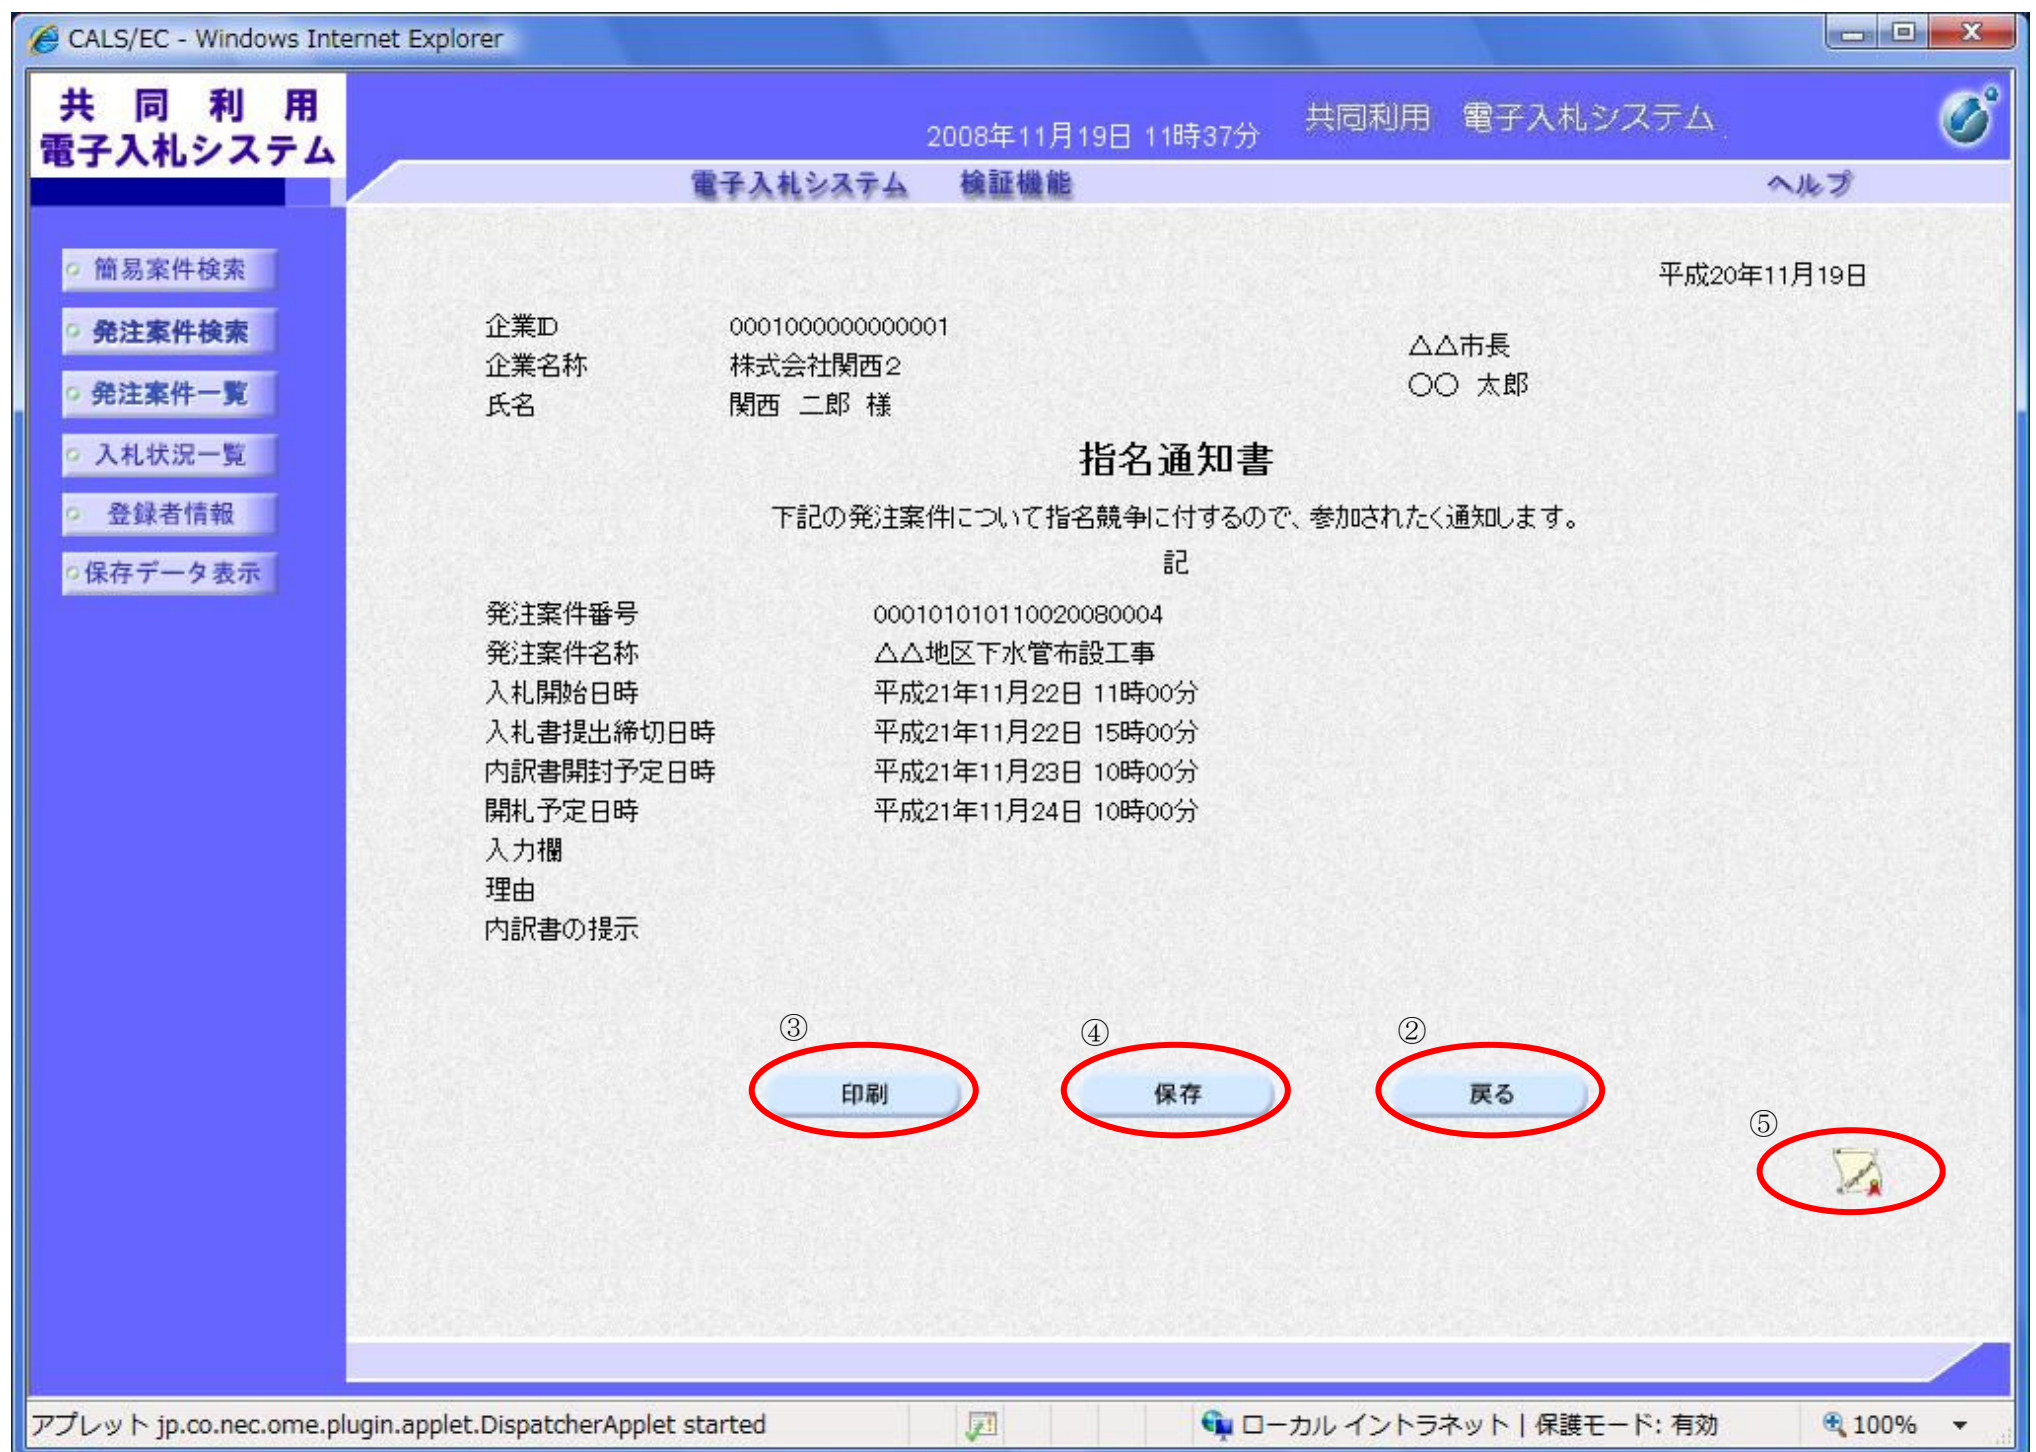 CALS/EC - Windows Internet Explorer
共同利用
電子入札システム
2008年11月19日 11時37分
共同利用 電子入札システム
電子入札システム 検証機能 ヘルプ
簡易案件検索
発注案件検索
発注案件一覧
入札状況一覧
登録者情報
保存データ表示
平成20年11月19日
企業ID 0001000000000001
企業名称 株式会社関西2
氏名 関西 二郎 様
△△市長
〇〇 太郎
指名通知書
下記の発注案件について指名競争に付するので、参加されたく通知します。
記
発注案件番号 000101010110020080004
発注案件名称 △△地区下水管布設工事
入札開始日時 平成21年11月22日 11時00分
入札書提出締切日時 平成21年11月22日 15時00分
内訳書開封予定日時 平成21年11月23日 10時00分
開札予定日時 平成21年11月24日 10時00分
入力欄
理由
内訳書の提示
③ ④ ②
印刷 保存 戻る
⑤
アプレット jp.co.nec.ome.plugin.applet.DispatcherApplet started ローカル イントラネット | 保護モード: 有効 100%